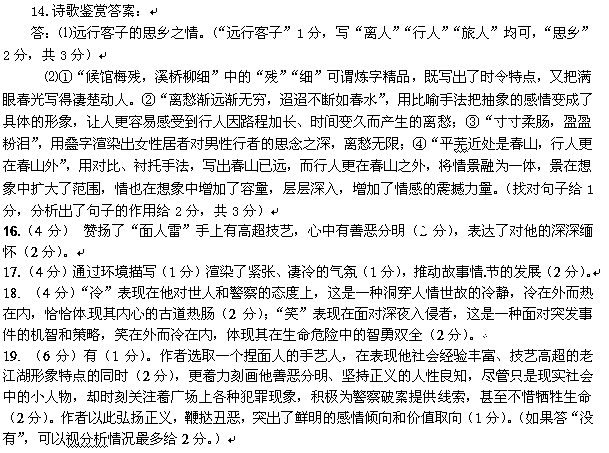 14.诗歌鉴赏答案：
答：⑴远行客子的思乡之情。(“远行客子”1 分，写“离人”“行人”“旅人”均可，“思乡”
2 分，共 3 分）
⑵①“候馆梅残，溪桥柳细”中的“残”“细”可谓炼字精品，既写出了时令特点，又把满
眼春光写得凄楚动人。②“离愁渐远渐无穷，迢迢不断如春水”，用比喻手法把抽象的感情变成了
具体的形象，让人更容易感受到行人因路程加长、时间变久而产生的离愁；③“寸寸柔肠，盈盈
粉泪”，用叠字渲染出女性居者对男性行者的思念之深，离愁无限；④“平芜近处是春山，行人更
在春山外”，用对比、衬托手法，写出春山已远，而行人更在春山之外，将情景融为一体，景在想
象中扩大了范围，情也在想象中增加了容量，层层深入，增加了情感的震撼力量。（找对句子给 1
分，分析出了句子的作用给 2 分，共 3 分）
16.（4 分） 赞扬了“面人雷”手上有高超技艺，心中有善恶分明（2 分），表达了对他的深深缅
怀（2 分）。
17.（4 分）通过环境描写（1 分）渲染了紧张、凄冷的气氛（1 分），推动故事情节的发展（2 分）。
18. （4 分）“冷”表现在他对世人和警察的态度上，这是一种洞穿人情世故的冷静，冷在外而热
在内，恰恰体现其内心的古道热肠（2 分）；“笑”表现在面对深夜入侵者，这是一种面对突发事
件的机智和策略，笑在外而冷在内，体现其在生命危险中的智勇双全（2 分）。
19. （6 分）有（1 分）。作者选取一个捏面人的手艺人，在表现他社会经验丰富、技艺高超的老
江湖形象特点的同时（2 分），更着力刻画他善恶分明、坚持正义的人性良知，尽管只是现实社会
中的小人物，却时刻关注着广场上各种犯罪现象，积极为警察破案提供线索，甚至不惜牺牲生命
（2 分）。作者以此弘扬正义，鞭挞丑恶，突出了鲜明的感情倾向和价值取向（1 分）。（如果答“没
有”，可以视分析情况最多给 2 分。）